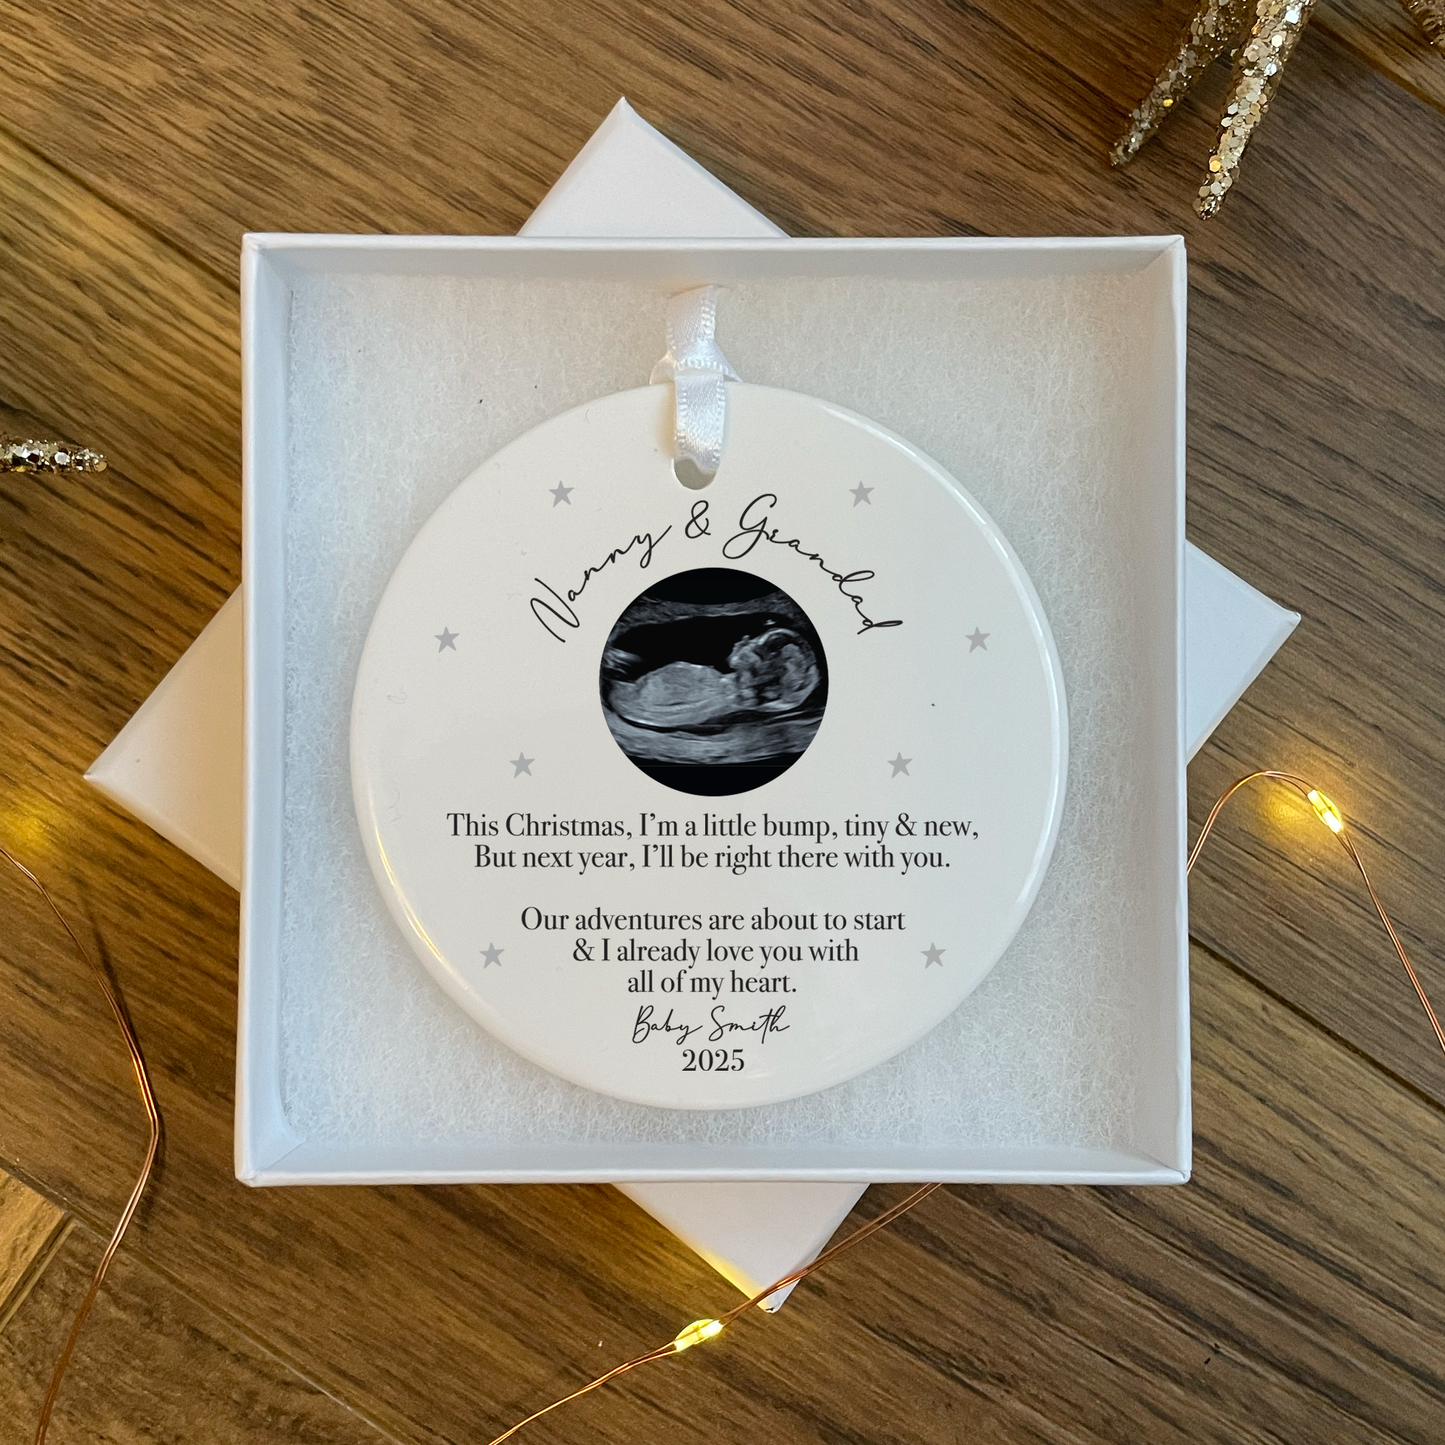 Nanny & Grandad
This Christmas, I'm a little bump, tiny & new,
But next year, I'll be right there with you.
Our adventures are about to start
& I already love you with
all of my heart.
Baby Smith
2025